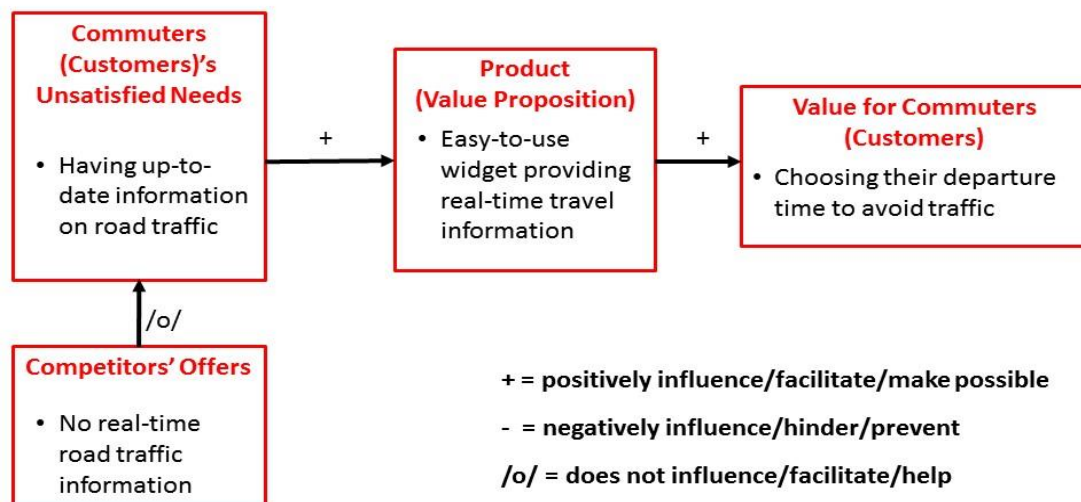 Commuters
(Customers)'s
Unsatisfied Needs
• Having up-to-
date information
on road traffic
+
Product
(Value Proposition)
• Easy-to-use
widget providing
real-time travel
information
+
Value for Commuters
(Customers)
• Choosing their departure
time to avoid traffic
/o/
Competitors' Offers
• No real-time
road traffic
information
+ = positively influence/facilitate/make possible
- = negatively influence/hinder/prevent
/o/ = does not influence/facilitate/help